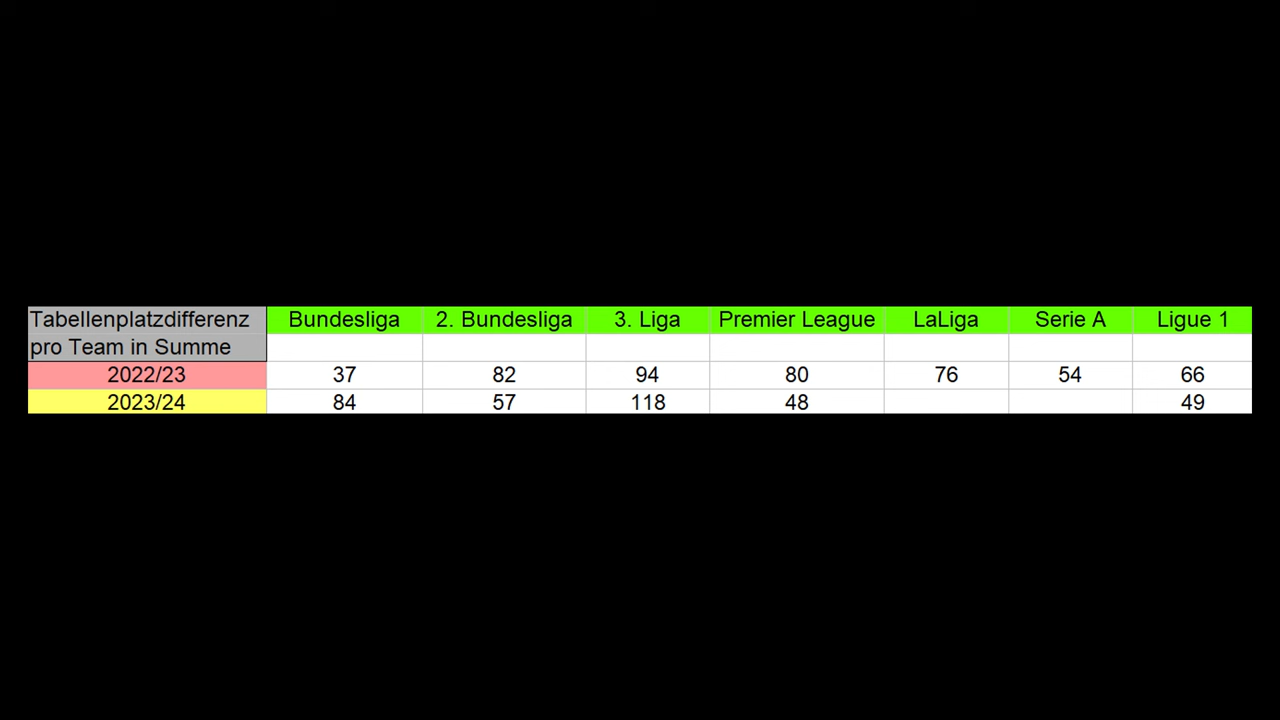 Tabellenplatzdifferenz Bundesliga 2. Bundesliga 3. Liga Premier League LaLiga Serie A Ligue 1
pro Team in Summe
2022/23 37 82 94 80 76 54 66
2023/24 84 57 118 48 49